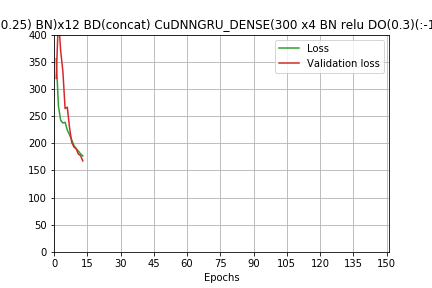 0.25) BN)x12 BD(concat) CuDNNGRU_DENSE(300 x4 BN relu DO(0.3)(:-1
400
350
300
250
200
150
100
50
0
Loss
Validation loss
0 15 30 45 60 75 90 105 120 135 150
Epochs